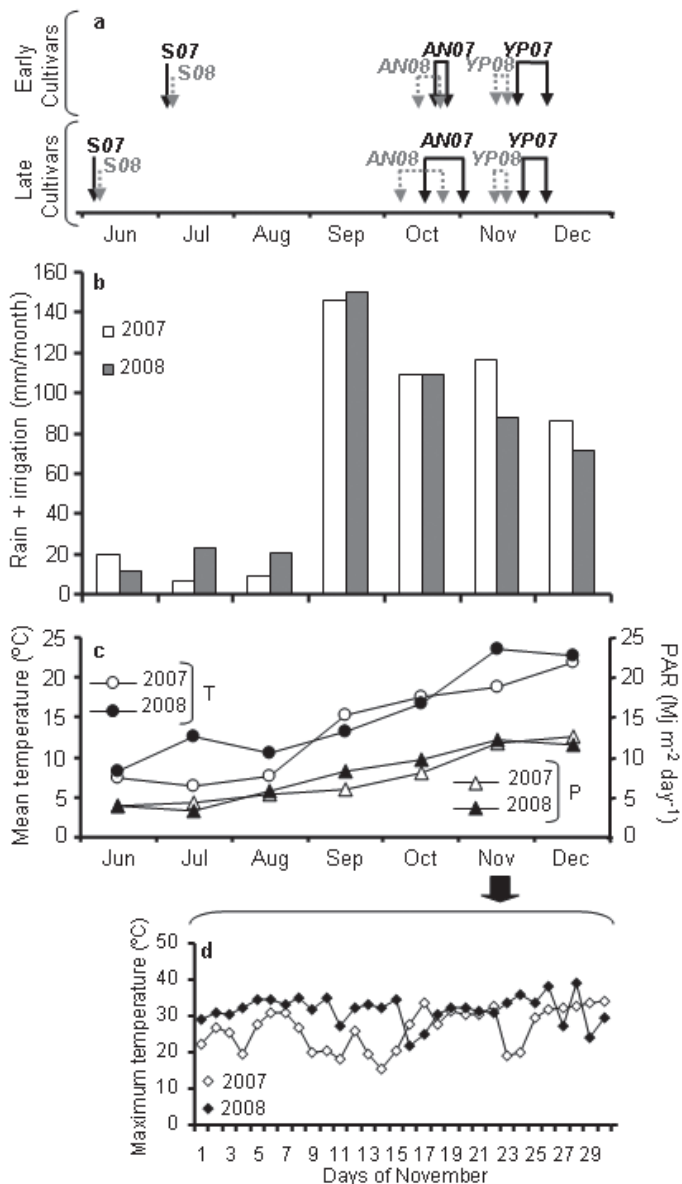 a
Early
Cultivars
S07
S08
AN07
AN08
YP07
YP08
Late
Cultivars
S07
S08
AN07
AN08
YP07
YP08
Jun Jul Aug Sep Oct Nov Dec
b
Rain + irrigation (mm/month)
160
140
120
100
80
60
40
20
0
2007
2008
c
Mean temperature (ºC)
25
20
15
10
5
0
2007
2008
T
2007
2008
P
PAR (Mj m-2 day-1)
25
20
15
10
5
0
Jun Jul Aug Sep Oct Nov Dec
d
Maximum temperature (ºC)
50
40
30
20
10
0
2007
2008
1 3 5 7 9 11 13 15 17 19 21 23 25 27 29
Days of November